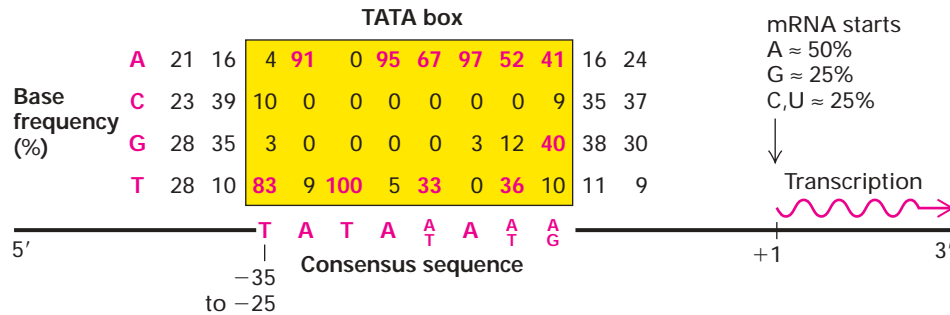 TATA box
mRNA starts
A ≈ 50%
G ≈ 25%
C,U ≈ 25%
Base
frequency
(%)
A 21 16 4 91 0 95 67 97 52 41 16 24
C 23 39 10 0 0 0 0 0 0 9 35 37
G 28 35 3 0 0 0 0 3 12 40 38 30
T 28 10 83 9 100 5 33 0 36 10 11 9
Transcription
T A T A A/T A A/T A/G
5′ +1 3′
Consensus sequence
−35
to −25